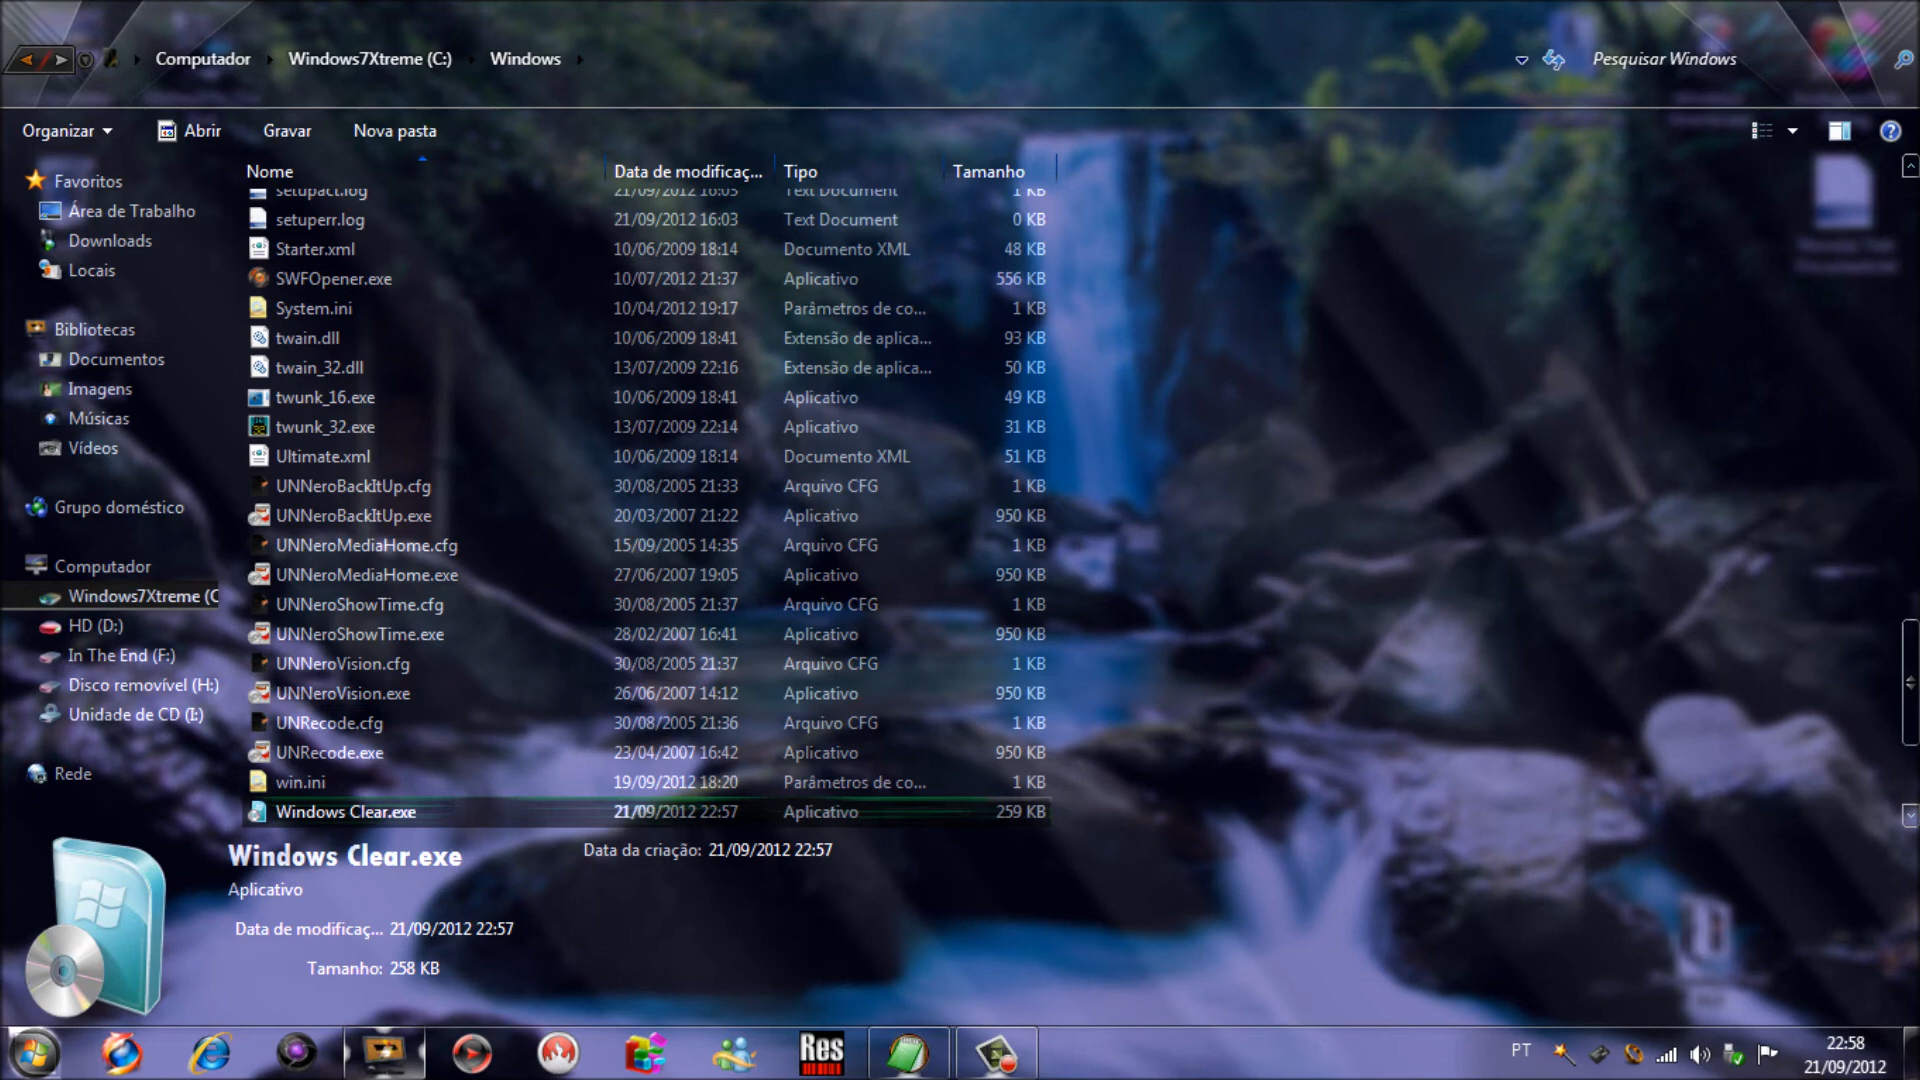 Computador Windows7Xtreme (C:) Windows Pesquisar Windows
Organizar Abrir Gravar Nova pasta
Favoritos
Área de Trabalho
Downloads
Locais
Bibliotecas
Documentos
Imagens
Músicas
Vídeos
Grupo doméstico
Computador
Windows7Xtreme (C
HD (D:)
In The End (F:)
Disco removível (H:)
Unidade de CD (I:)
Rede
Nome Data de modificaç... Tipo Tamanho
setupact.log 21/09/2012 16:03 Text Document 1 KB
setuperr.log 21/09/2012 16:03 Text Document 0 KB
Starter.xml 10/06/2009 18:14 Documento XML 48 KB
SWFOpener.exe 10/07/2012 21:37 Aplicativo 556 KB
System.ini 10/04/2012 19:17 Parâmetros de co... 1 KB
twain.dll 10/06/2009 18:41 Extensão de aplica... 93 KB
twain_32.dll 13/07/2009 22:16 Extensão de aplica... 50 KB
twunk_16.exe 10/06/2009 18:41 Aplicativo 49 KB
twunk_32.exe 13/07/2009 22:14 Aplicativo 31 KB
Ultimate.xml 10/06/2009 18:14 Documento XML 51 KB
UNNeroBackItUp.cfg 30/08/2005 21:33 Arquivo CFG 1 KB
UNNeroBackItUp.exe 20/03/2007 21:22 Aplicativo 950 KB
UNNeroMediaHome.cfg 15/09/2005 14:35 Arquivo CFG 1 KB
UNNeroMediaHome.exe 27/06/2007 19:05 Aplicativo 950 KB
UNNeroShowTime.cfg 30/08/2005 21:37 Arquivo CFG 1 KB
UNNeroShowTime.exe 28/02/2007 16:41 Aplicativo 950 KB
UNNeroVision.cfg 30/08/2005 21:37 Arquivo CFG 1 KB
UNNeroVision.exe 26/06/2007 14:12 Aplicativo 950 KB
UNRecode.cfg 30/08/2005 21:36 Arquivo CFG 1 KB
UNRecode.exe 23/04/2007 16:42 Aplicativo 950 KB
win.ini 19/09/2012 18:20 Parâmetros de co... 1 KB
Windows Clear.exe 21/09/2012 22:57 Aplicativo 259 KB
Windows Clear.exe Data da criação: 21/09/2012 22:57
Aplicativo
Data de modificaç... 21/09/2012 22:57
Tamanho: 258 KB
Res
PT 22:58
21/09/2012